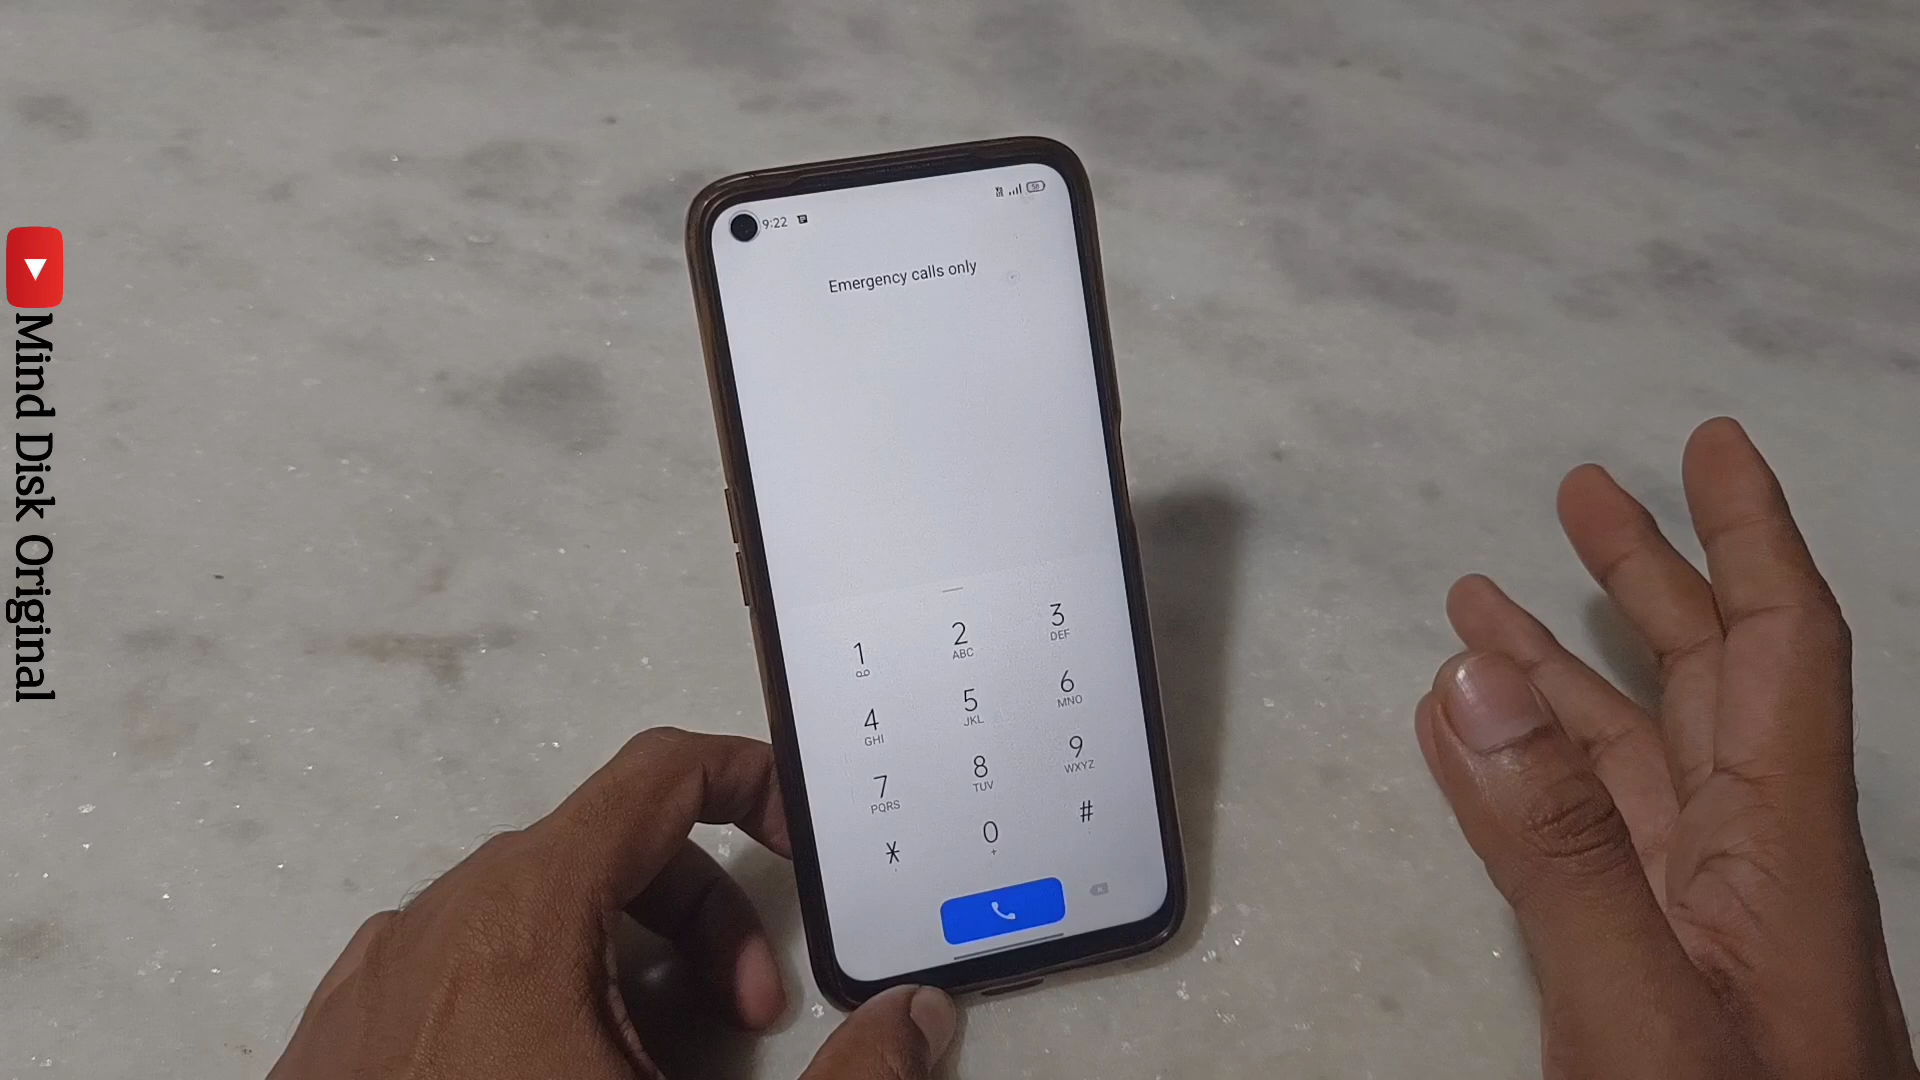 9:22
58
Emergency calls only
1
2 ABC
3 DEF
4 GHI
5 JKL
6 MNO
7 PQRS
8 TUV
9 WXYZ
*
0 +
#
Mind Disk Original